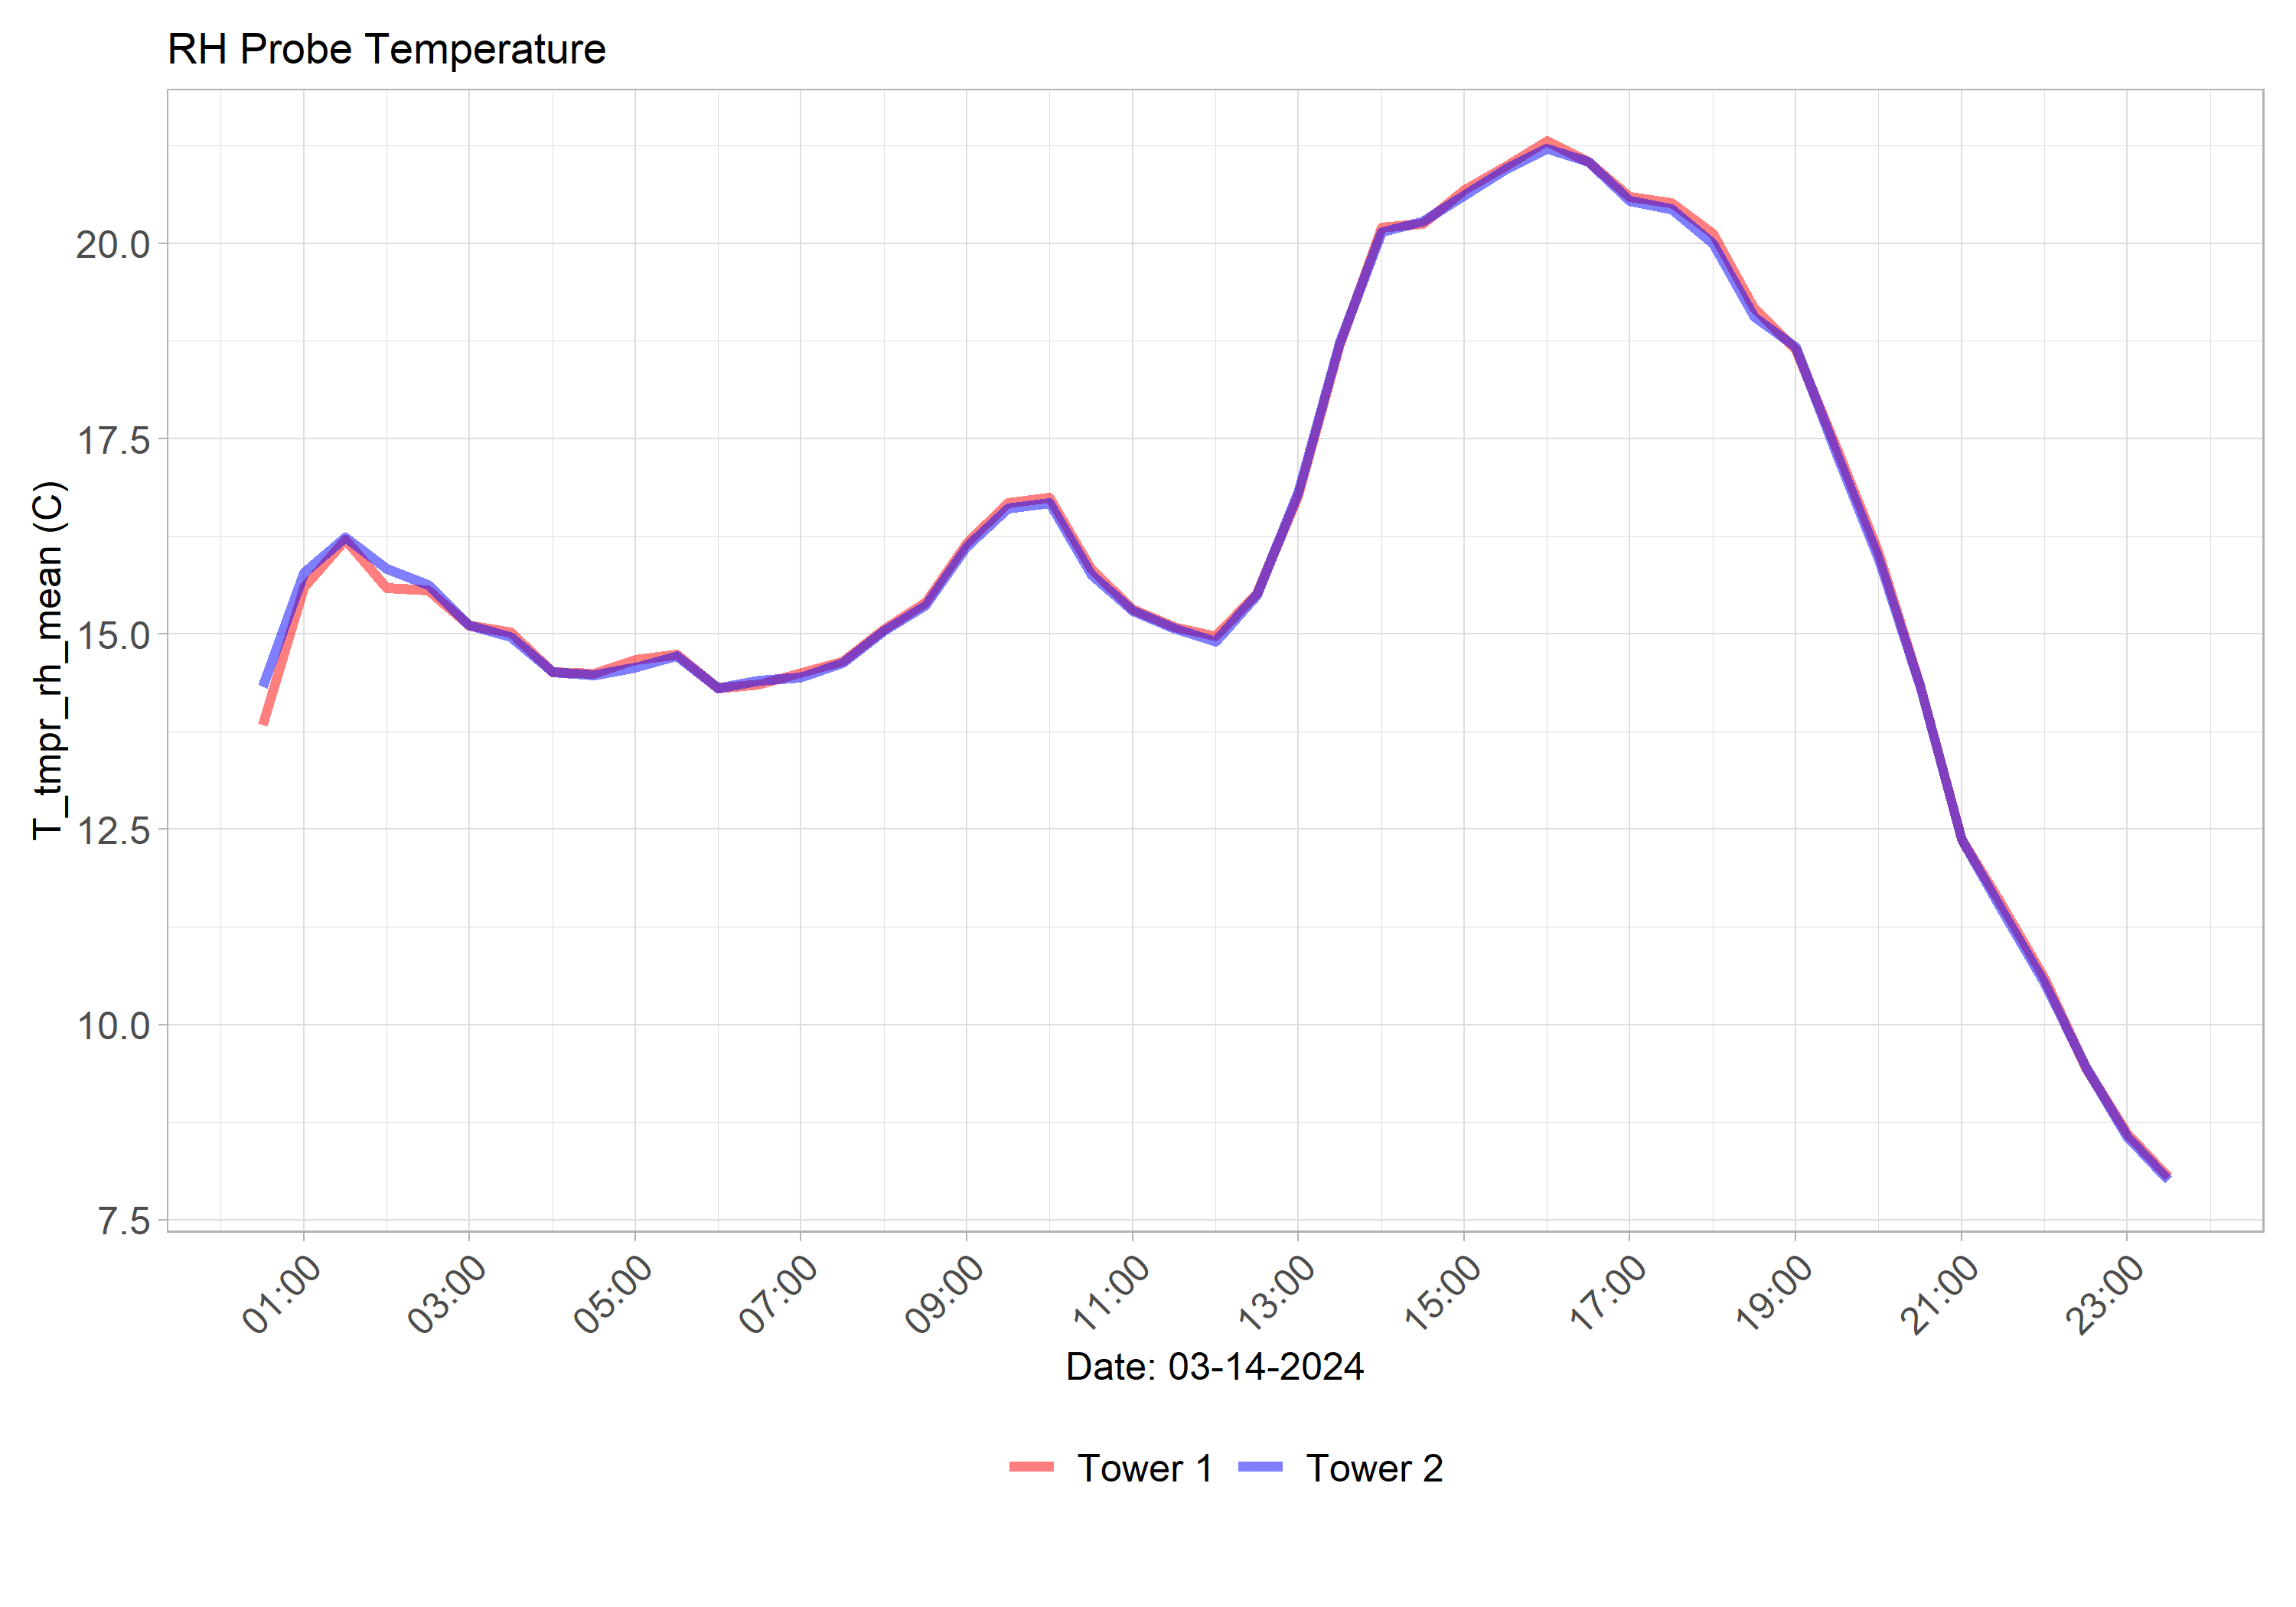 RH Probe Temperature
T_tmpr_rh_mean (C)
20.0
17.5
15.0
12.5
10.0
7.5
01:00 03:00 05:00 07:00 09:00 11:00 13:00 15:00 17:00 19:00 21:00 23:00
Date: 03-14-2024
Tower 1 Tower 2